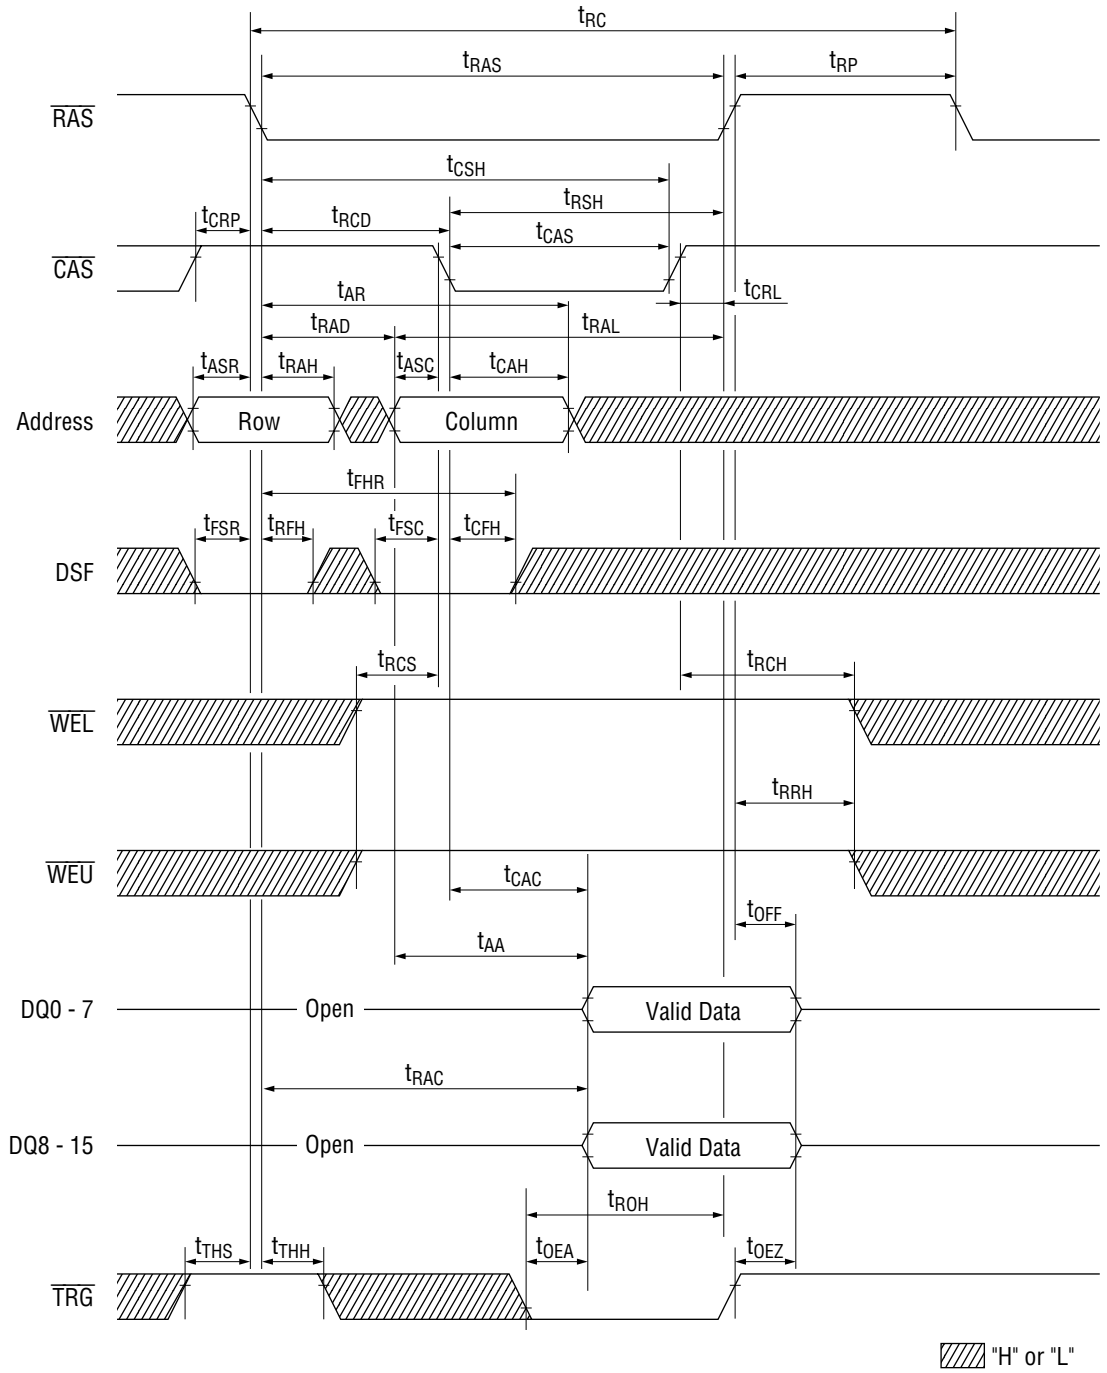 tRC
tRAS tRP
RAS
tCSH
tRSH
tCRP tRCD
tCAS
CAS
tAR tCRL
tRAD tRAL
tASR tRAH tASC tCAH
Address Row Column
tFHR
tFSR tRFH tFSC tCFH
DSF
tRCS tRCH
WEL
tRRH
WEU
tCAC
tOFF
tAA
DQ0 - 7 Open Valid Data
tRAC
DQ8 - 15 Open Valid Data
tROH
tTHS tTHH tOEA tOEZ
TRG
"H" or "L"